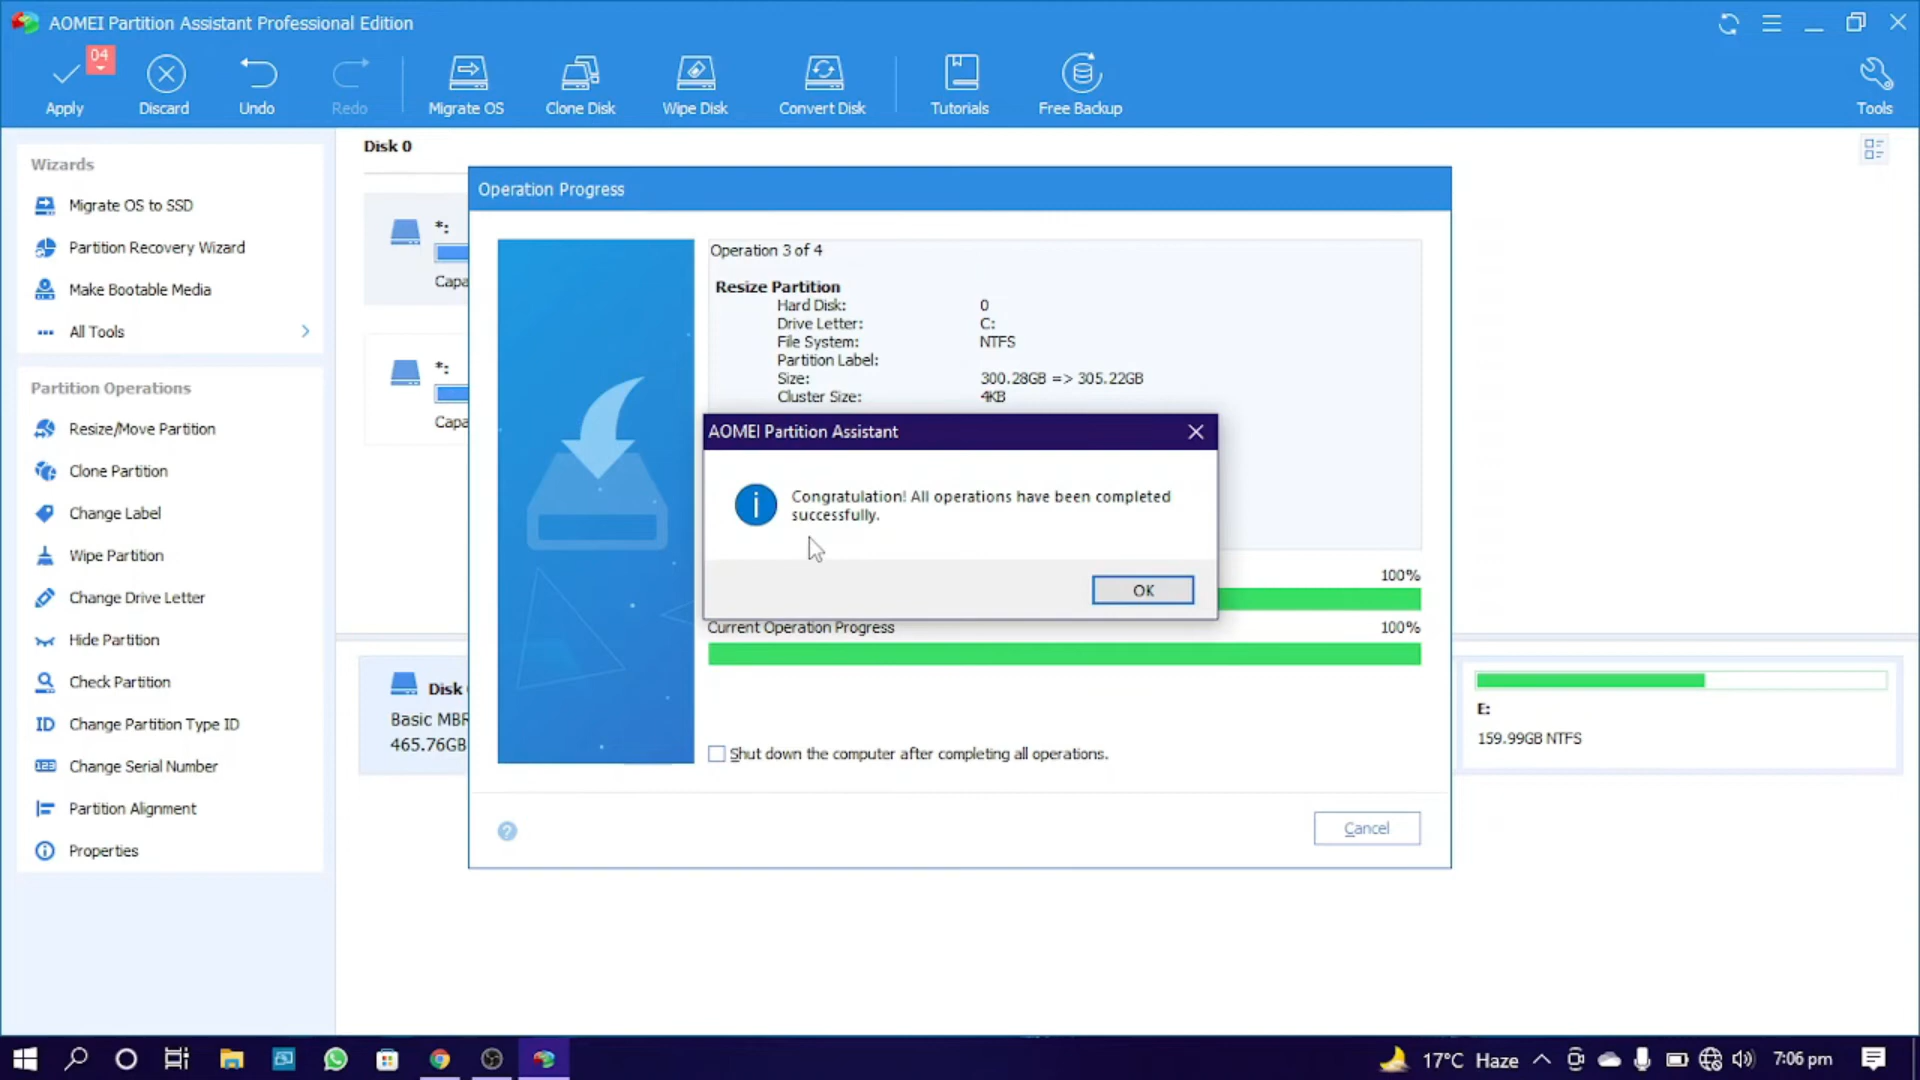 AOMEI Partition Assistant Professional Edition
04
Apply
Discard
Undo
Redo
Migrate OS
Clone Disk
Wipe Disk
Convert Disk
Tutorials
Free Backup
Tools
Wizards
Migrate OS to SSD
Partition Recovery Wizard
Make Bootable Media
All Tools
Partition Operations
Resize/Move Partition
Clone Partition
Change Label
Wipe Partition
Change Drive Letter
Hide Partition
Check Partition
ID Change Partition Type ID
123 Change Serial Number
Partition Alignment
Properties
Disk 0
*:
Capa
*:
Capa
Operation Progress
Operation 3 of 4
Resize Partition
Hard Disk: 0
Drive Letter: C:
File System: NTFS
Partition Label:
Size: 300.28GB => 305.22GB
Cluster Size: 4KB
AOMEI Partition Assistant
Congratulation! All operations have been completed
successfully.
OK
100%
Current Operation Progress 100%
Shut down the computer after completing all operations.
?
Cancel
Disk
Basic MBR
465.76GB
E:
159.99GB NTFS
17°C Haze
7:06 pm